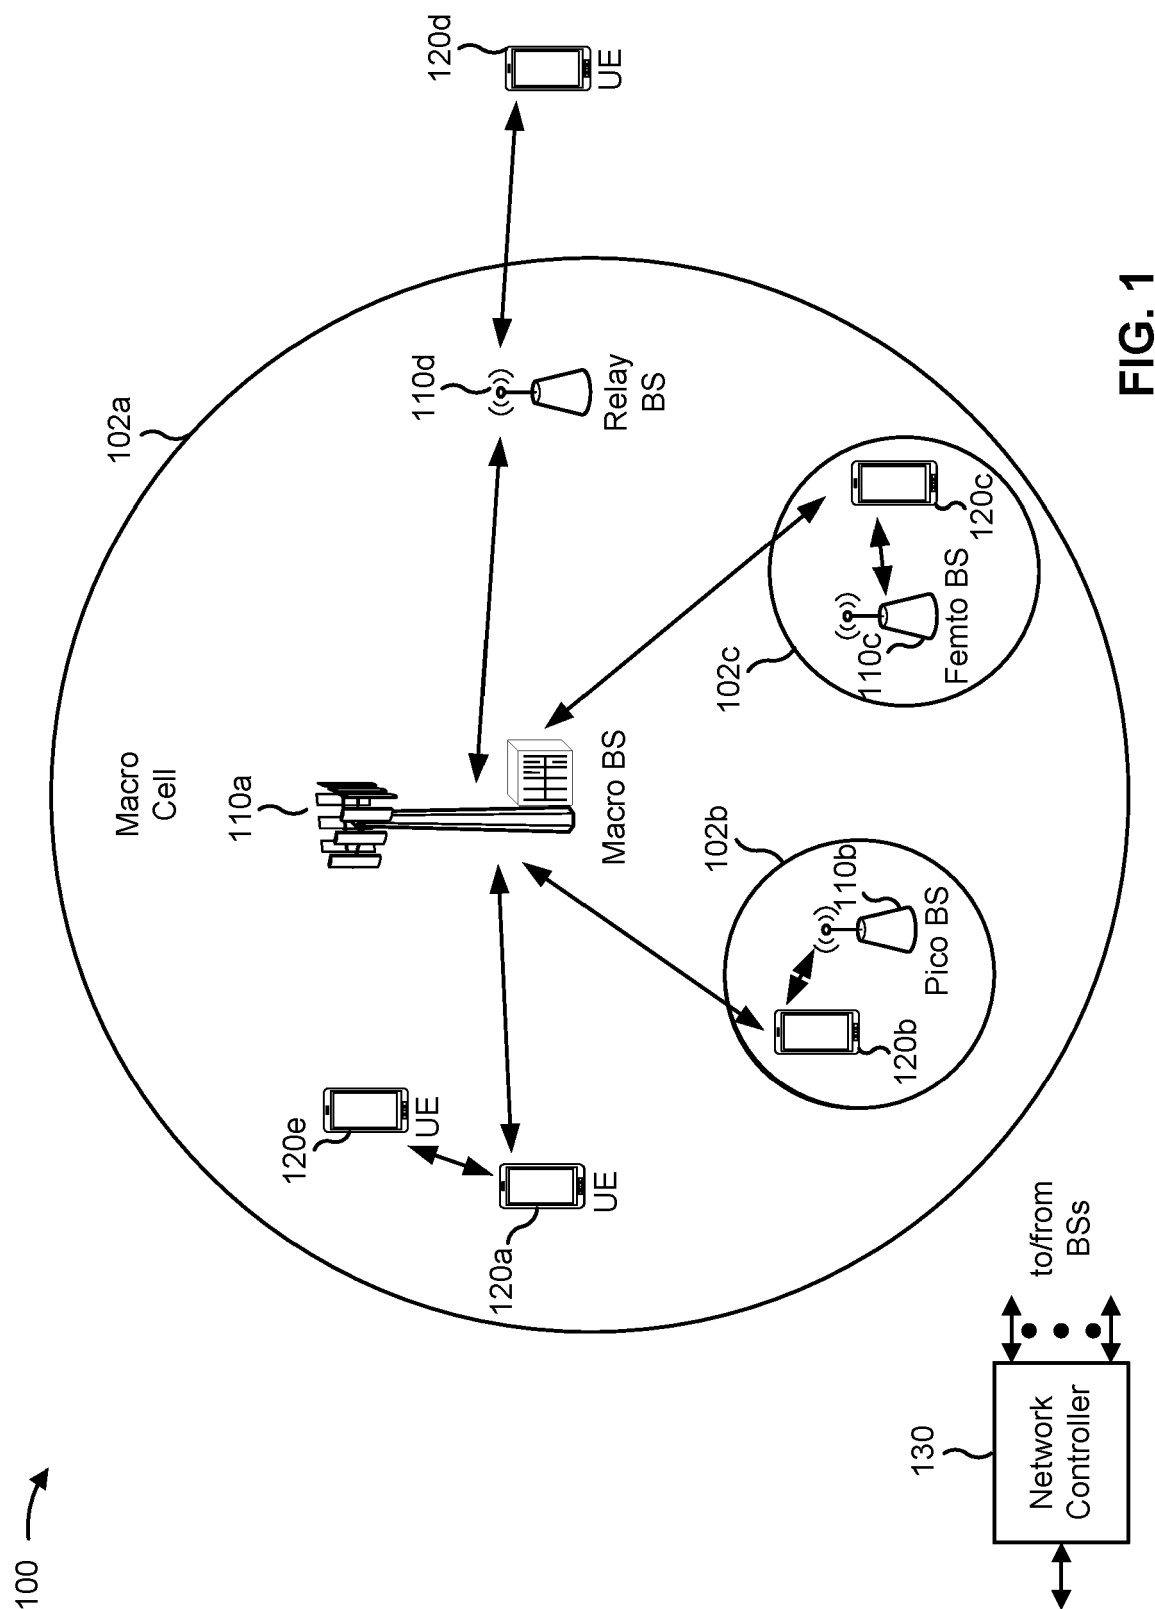 100
102a
Macro
Cell
110a
120e
UE
120a
UE
Macro BS
110d
Relay
BS
120d
UE
102b
110b
Pico BS
120b
102c
110c
Femto BS
120c
130
Network
Controller
to/from
BSs
FIG. 1